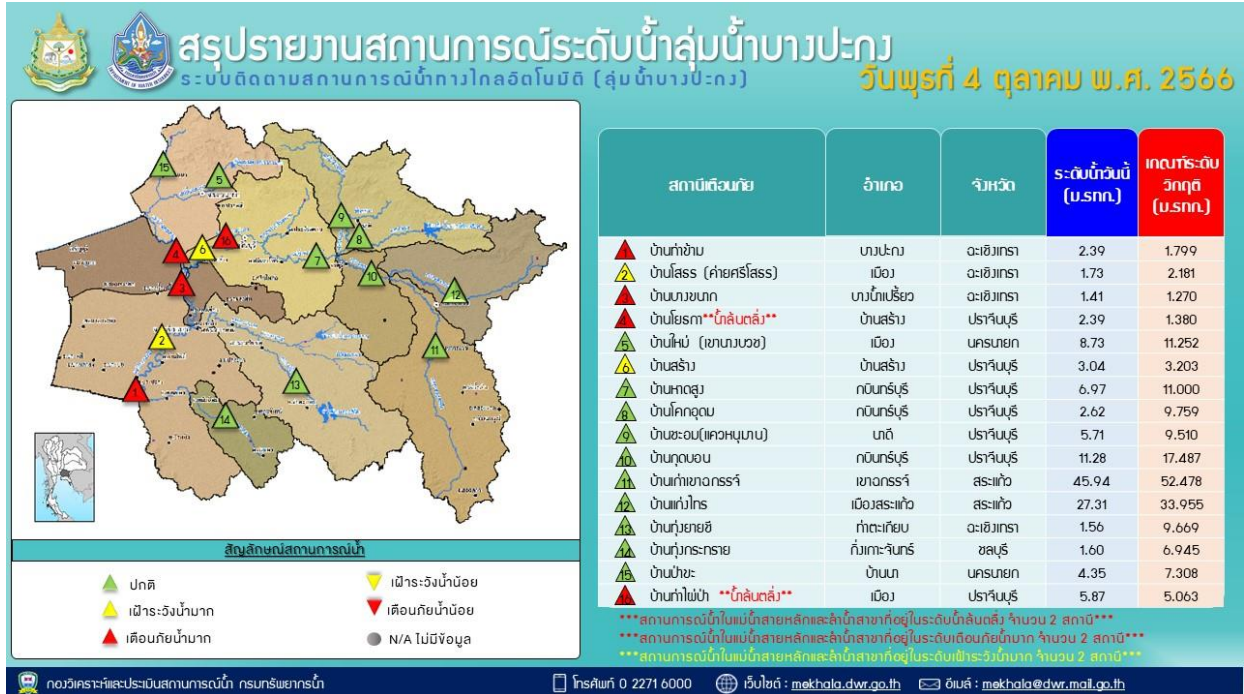 สรุปรายงานสถานการณ์ระดับน้ำลุ่มน้ำบางปะกง
ระบบติดตามสถานการณ์น้ำทางไกลอัตโนมัติ (ลุ่มน้ำบางปะกง)
วันพุธที่ 4 ตุลาคม พ.ศ. 2566
15
5
9
8
4
6
16
7
10
3
12
2
11
13
1
14
สัญลักษณ์สถานการณ์น้ำ
ปกติ
เฝ้าระวังน้ำน้อย
เฝ้าระวังน้ำมาก
เตือนภัยน้ำน้อย
เตือนภัยน้ำมาก
N/A ไม่มีข้อมูล
สถานีเตือนภัย อำเภอ จังหวัด ระดับน้ำวันนี้ (ม.รทก.) เกณฑ์ระดับวิกฤติ (ม.รทก.)
1 บ้านท่าข้าม บางปะกง ฉะเชิงเทรา 2.39 1.799
2 บ้านโสธร (ค่ายศรีโสธร) เมือง ฉะเชิงเทรา 1.73 2.181
3 บ้านบางขนาก บางน้ำเปรี้ยว ฉะเชิงเทรา 1.41 1.270
4 บ้านโยธกา**น้ำล้นตลิ่ง** บ้านสร้าง ปราจีนบุรี 2.39 1.380
5 บ้านใหม่ (เขานางบวช) เมือง นครนายก 8.73 11.252
6 บ้านสร้าง บ้านสร้าง ปราจีนบุรี 3.04 3.203
7 บ้านหาดสูง กบินทร์บุรี ปราจีนบุรี 6.97 11.000
8 บ้านโคกอุดม กบินทร์บุรี ปราจีนบุรี 2.62 9.759
9 บ้านชะอม(แควหนุมาน) นาดี ปราจีนบุรี 5.71 9.510
10 บ้านกุดบอน กบินทร์บุรี ปราจีนบุรี 11.28 17.487
11 บ้านเก่าเขาฉกรรจ์ เขาฉกรรจ์ สระแก้ว 45.94 52.478
12 บ้านแก่งไทร เมืองสระแก้ว สระแก้ว 27.31 33.955
13 บ้านทุ่งยายชี ท่าตะเกียบ ฉะเชิงเทรา 1.56 9.669
14 บ้านทุ่งกระทราย กิ่งเกาะจันทร์ ชลบุรี 1.60 6.945
15 บ้านป่าขะ บ้านนา นครนายก 4.35 7.308
16 บ้านท่าไผ่ป่า **น้ำล้นตลิ่ง** เมือง ปราจีนบุรี 5.87 5.063
***สถานการณ์น้ำในแม่น้ำสายหลักและลำน้ำสาขาที่อยู่ในระดับน้ำล้นตลิ่ง จำนวน 2 สถานี***
***สถานการณ์น้ำในแม่น้ำสายหลักและลำน้ำสาขาที่อยู่ในระดับเตือนภัยน้ำมาก จำนวน 2 สถานี***
***สถานการณ์น้ำในแม่น้ำสายหลักและลำน้ำสาขาที่อยู่ในระดับเฝ้าระวังน้ำมาก จำนวน 2 สถานี***
กองวิเคราะห์และประเมินสถานการณ์น้ำ กรมทรัพยากรน้ำ
โทรศัพท์ 0 2271 6000 เว็บไซต์ : mekhala.dwr.go.th อีเมล์ : mekhala@dwr.mail.go.th